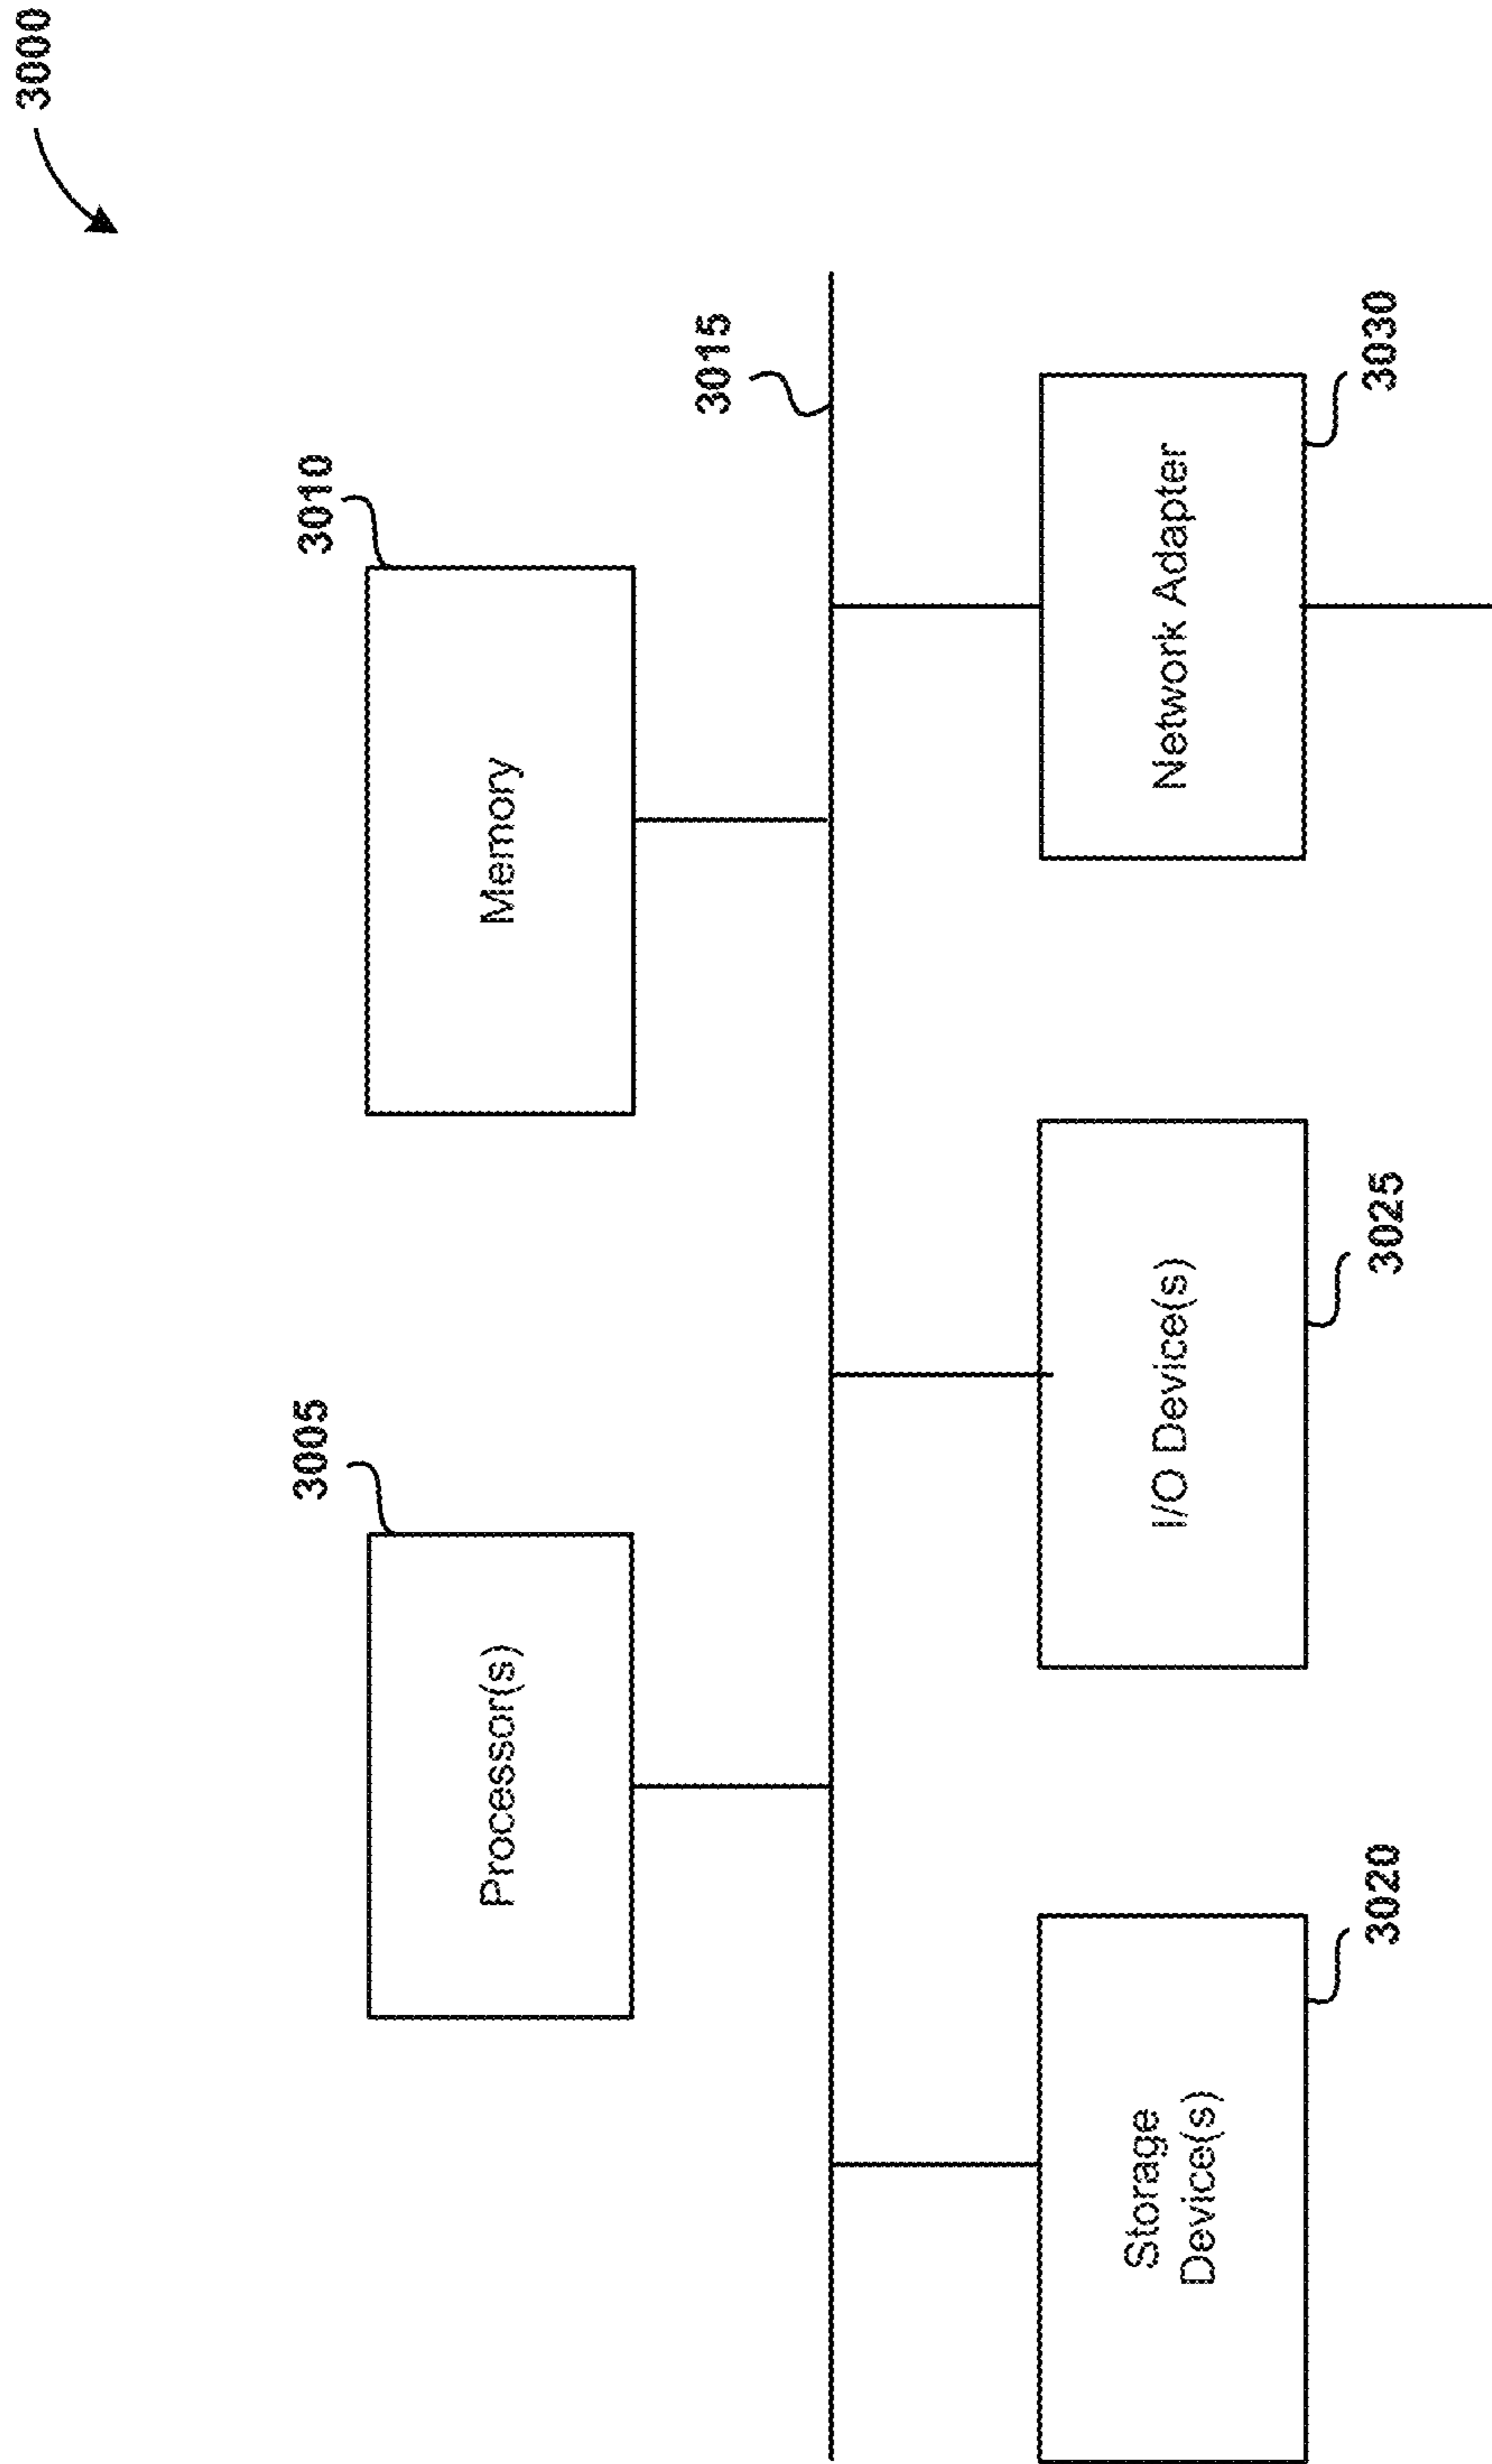 3000
3005
Processor(s)
3010
Memory
3015
Storage
Device(s)
3020
I/O Device(s)
3025
Network Adapter
3030